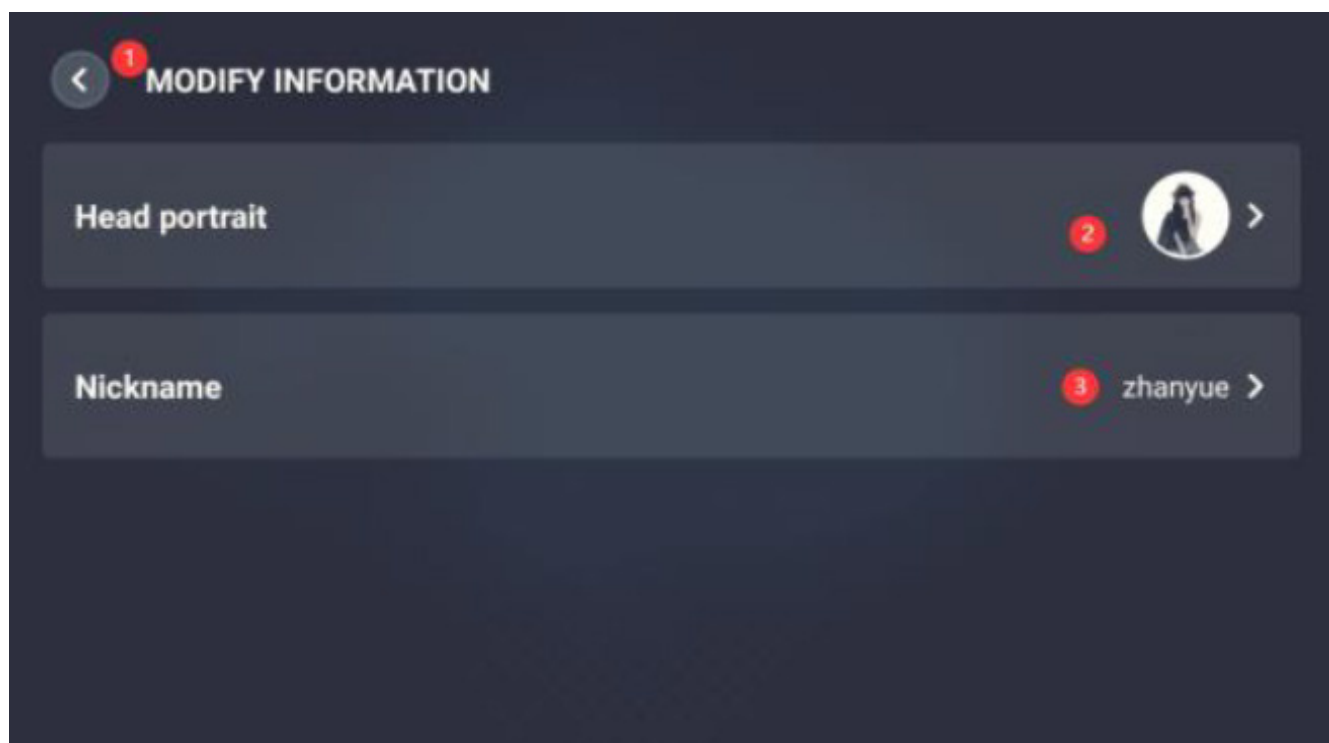 1
MODIFY INFORMATION
Head portrait
2
Nickname
3 zhanyue